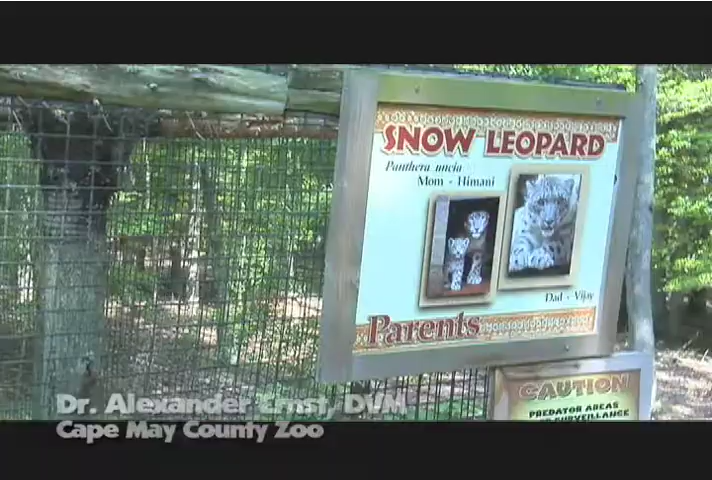 SNOW LEOPARD
Panthera uncia
Mom - Himani
Dad - Vijay
Parents
CAUTION
PREDATOR AREAS
SURVEILLANCE
Dr. Alexander Ernst, DVM
Cape May County Zoo